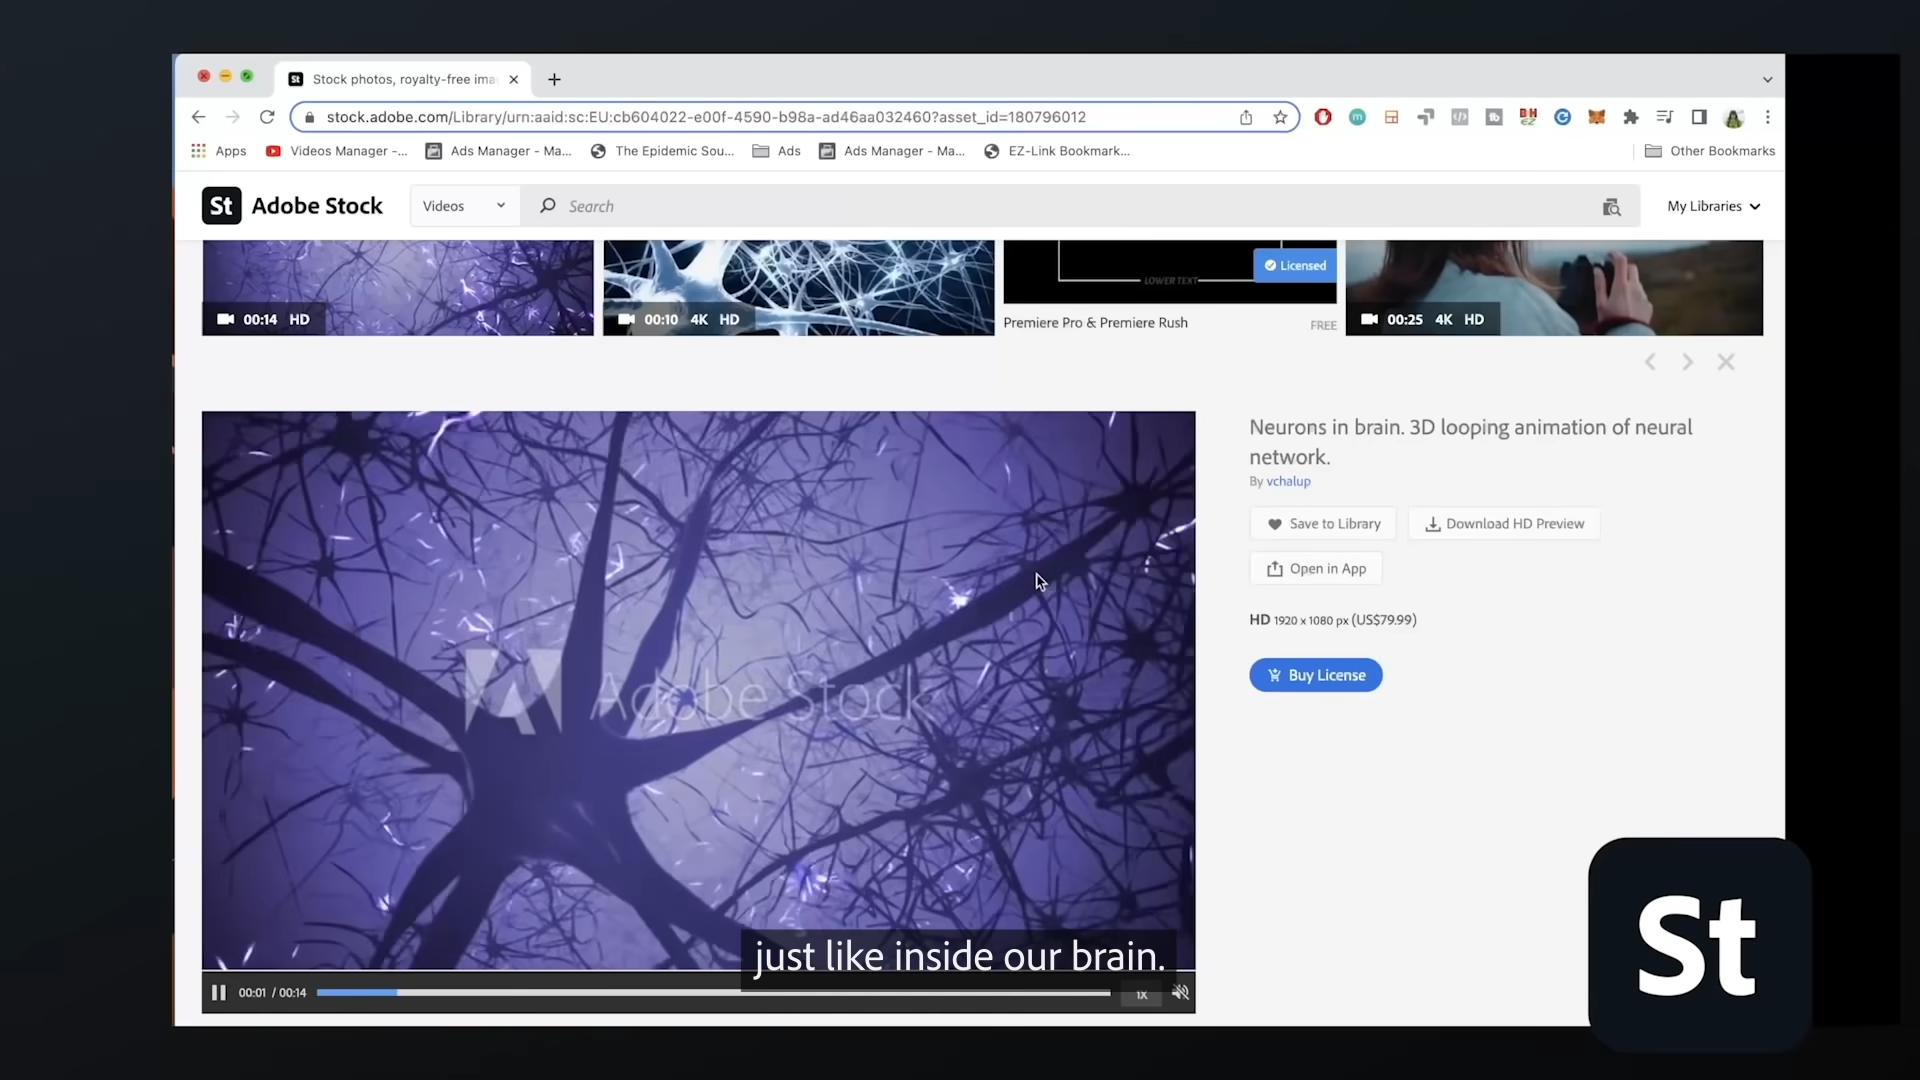 St Stock photos, royalty-free ima
stock.adobe.com/Library/urn:aaid:sc:EU:cb604022-e00f-4590-b98a-ad46aa032460?asset_id=180796012
Apps Videos Manager -... Ads Manager - Ma... The Epidemic Sou... Ads Ads Manager - Ma... EZ-Link Bookmark... Other Bookmarks
St Adobe Stock Videos Search My Libraries
Licensed
LOWER TEXT
00:14 HD 00:10 4K HD Premiere Pro & Premiere Rush FREE 00:25 4K HD
Neurons in brain. 3D looping animation of neural
network.
By vchalup
Save to Library Download HD Preview
Open in App
HD 1920 x 1080 px (US$79.99)
Buy License
Adobe Stock
just like inside our brain.
00:01 / 00:14 1X
St